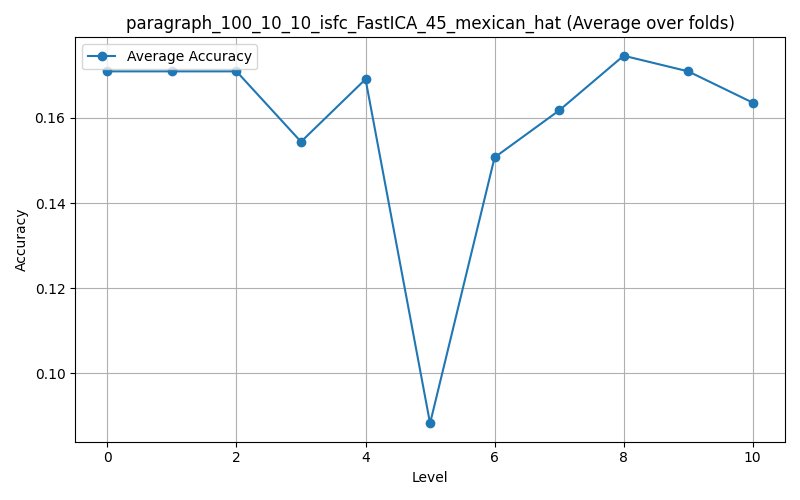 paragraph_100_10_10_isfc_FastICA_45_mexican_hat (Average over folds)
Average Accuracy
Accuracy
0.16
0.14
0.12
0.10
0 2 4 6 8 10
Level